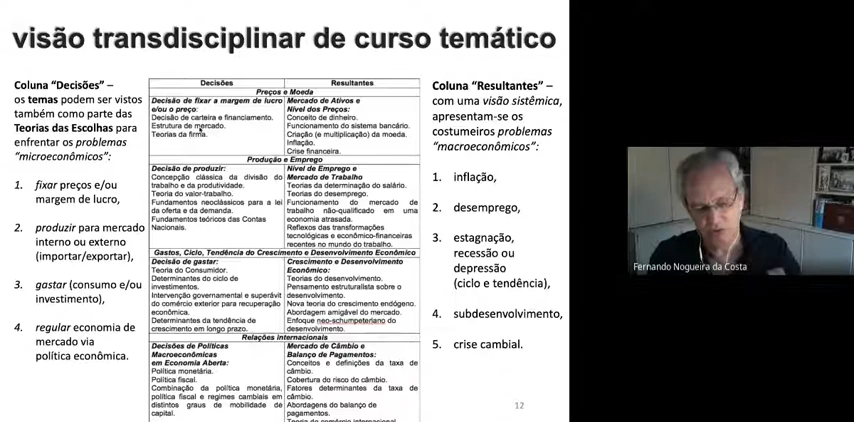 visão transdisciplinar de curso temático
Coluna “Decisões” –
os temas podem ser vistos
também como parte das
Teorias das Escolhas para
enfrentar os problemas
“microeconômicos”:
1. fixar preços e/ou
margem de lucro,
2. produzir para mercado
interno ou externo
(importar/exportar),
3. gastar (consumo e/ou
investimento),
4. regular economia de
mercado via
política econômica.
Decisões
Resultantes
Preços e Moeda
Decisão de fixar a margem de lucro
e/ou o preço:
Decisão de carteira e financiamento.
Estrutura de mercado.
Teorias da firma.
Mercado de Ativos e
Nível dos Preços:
Conceito de dinheiro.
Funcionamento do sistema bancário.
Criação (e multiplicação) da moeda.
Inflação.
Crise financeira.
Produção e Emprego
Decisão de produzir:
Concepção clássica da divisão do
trabalho e da produtividade.
Teoria do valor-trabalho.
Fundamentos neoclássicos para a lei
da oferta e da demanda.
Fundamentos teóricos das Contas
Nacionais.
Nível de Emprego e
Mercado de Trabalho
Teorias da determinação do salário.
Teorias do desemprego.
Funcionamento do mercado de
trabalho não-qualificado em uma
economia atrasada.
Reflexos das transformações
tecnológicas e econômico-financeiras
recentes no mundo do trabalho.
Gastos, Ciclo, Tendência do Crescimento e Desenvolvimento Econômico
Decisão de gastar:
Teoria do Consumidor.
Determinantes do ciclo de
investimentos.
Intervenção governamental e superávit
do comércio exterior para recuperação
econômica.
Determinantes da tendência de
crescimento em longo prazo.
Crescimento e Desenvolvimento
Econômico:
Teorias do desenvolvimento.
Pensamento estruturalista sobre o
desenvolvimento.
Nova teoria do crescimento endógeno.
Abordagem amigável do mercado.
Enfoque neo-schumpeteriano do
desenvolvimento.
Relações Internacionais
Decisões de Políticas
Macroeconômicas
em Economia Aberta:
Política monetária.
Política fiscal.
Combinação da política monetária,
política fiscal e regimes cambiais em
distintos graus de mobilidade de
capital.
Mercado de Câmbio e
Balanço de Pagamentos:
Conceitos e definições da taxa de
câmbio.
Cobertura do risco do câmbio.
Fatores determinantes da taxa de
câmbio.
Abordagens do balanço de
pagamentos.
Teoria do comércio internacional
Coluna “Resultantes” –
com uma visão sistêmica,
apresentam-se os
costumeiros problemas
“macroeconômicos”:
1. inflação,
2. desemprego,
3. estagnação,
recessão ou
depressão
(ciclo e tendência),
4. subdesenvolvimento,
5. crise cambial.
12
Fernando Nogueira da Costa